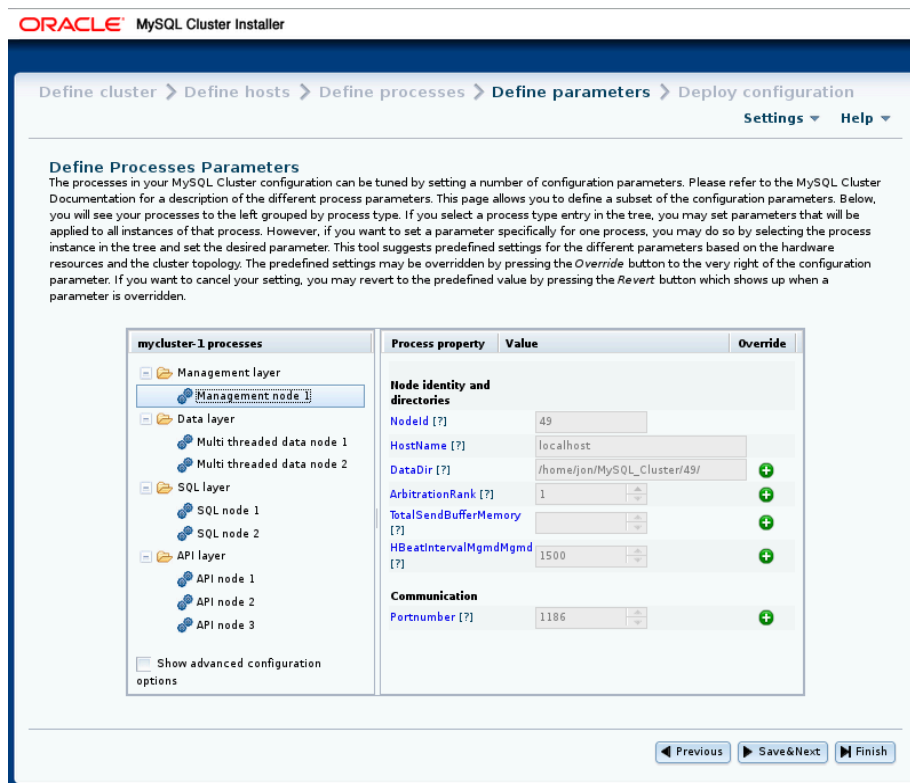 ORACLE® MySQL Cluster Installer
Define cluster > Define hosts > Define processes > Define parameters > Deploy configuration
Settings Help
Define Processes Parameters
The processes in your MySQL Cluster configuration can be tuned by setting a number of configuration parameters. Please refer to the MySQL Cluster
Documentation for a description of the different process parameters. This page allows you to define a subset of the configuration parameters. Below,
you will see your processes to the left grouped by process type. If you select a process type entry in the tree, you may set parameters that will be
applied to all instances of that process. However, if you want to set a parameter specifically for one process, you may do so by selecting the process
instance in the tree and set the desired parameter. This tool suggests predefined settings for the different parameters based on the hardware
resources and the cluster topology. The predefined settings may be overridden by pressing the Override button to the very right of the configuration
parameter. If you want to cancel your setting, you may revert to the predefined value by pressing the Revert button which shows up when a
parameter is overridden.
mycluster-1 processes
Management layer
Management node 1
Data layer
Multi threaded data node 1
Multi threaded data node 2
SQL layer
SQL node 1
SQL node 2
API layer
API node 1
API node 2
API node 3
Show advanced configuration
options
Process property Value Override
Node identity and
directories
NodeId [?] 49
HostName [?] localhost
DataDir [?] /home/jon/MySQL_Cluster/49/
ArbitrationRank [?] 1
TotalSendBufferMemory
[?]
HBeatIntervalMgmdMgmd
[?] 1500
Communication
Portnumber [?] 1186
Previous Save&Next Finish